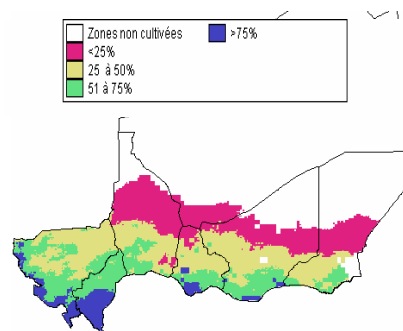 Zones non cultivées
<25%
25 à 50%
51 à 75%
>75%